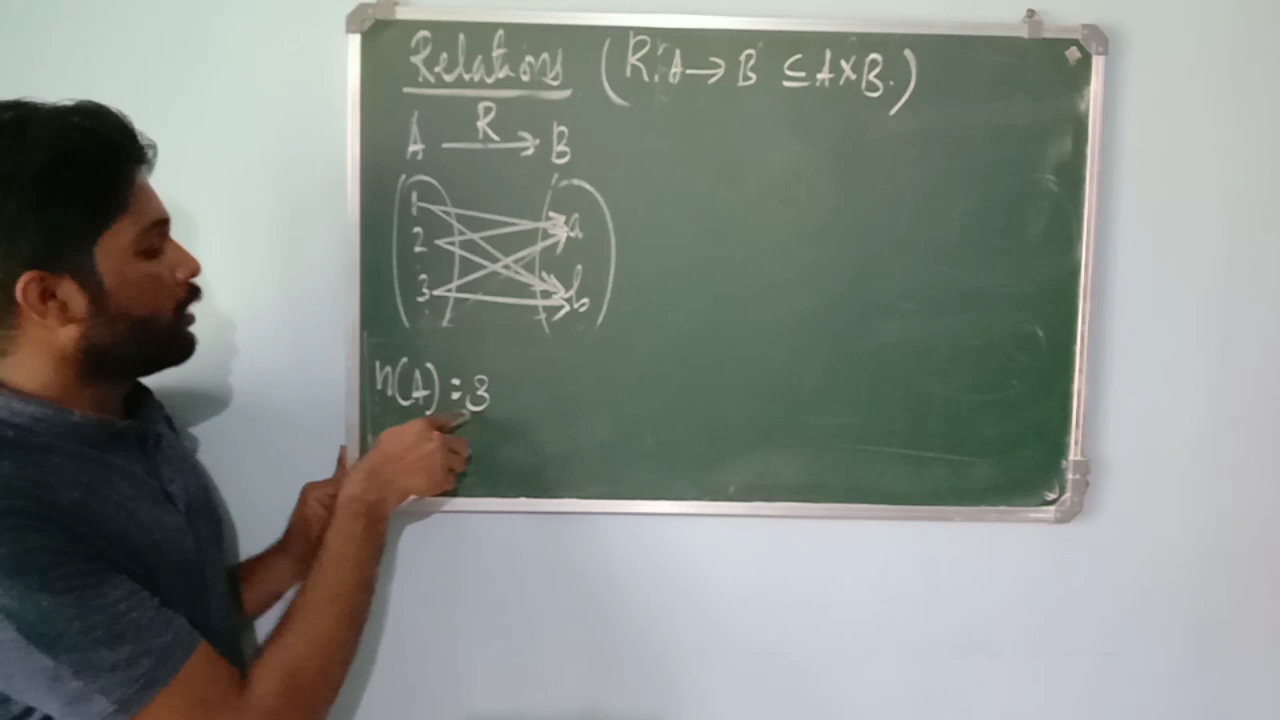 Relations (R: A → B ⊆ A×B.)
R
A → B
1 a
2
3 b
n(A) = 3